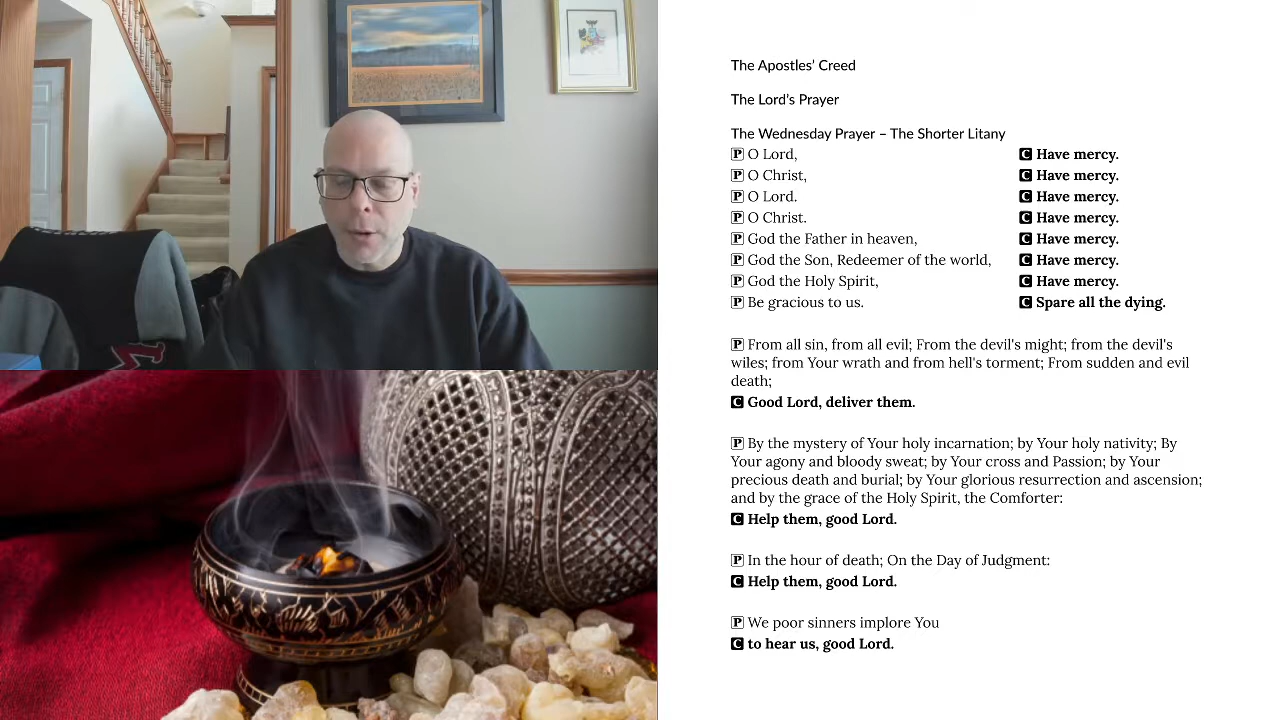 The Apostles’ Creed
The Lord’s Prayer
The Wednesday Prayer – The Shorter Litany
P O Lord, C Have mercy.
P O Christ, C Have mercy.
P O Lord. C Have mercy.
P O Christ. C Have mercy.
P God the Father in heaven, C Have mercy.
P God the Son, Redeemer of the world, C Have mercy.
P God the Holy Spirit, C Have mercy.
P Be gracious to us. C Spare all the dying.
P From all sin, from all evil; From the devil's might; from the devil's
wiles; from Your wrath and from hell's torment; From sudden and evil
death;
C Good Lord, deliver them.
P By the mystery of Your holy incarnation; by Your holy nativity; By
Your agony and bloody sweat; by Your cross and Passion; by Your
precious death and burial; by Your glorious resurrection and ascension;
and by the grace of the Holy Spirit, the Comforter:
C Help them, good Lord.
P In the hour of death; On the Day of Judgment:
C Help them, good Lord.
P We poor sinners implore You
C to hear us, good Lord.